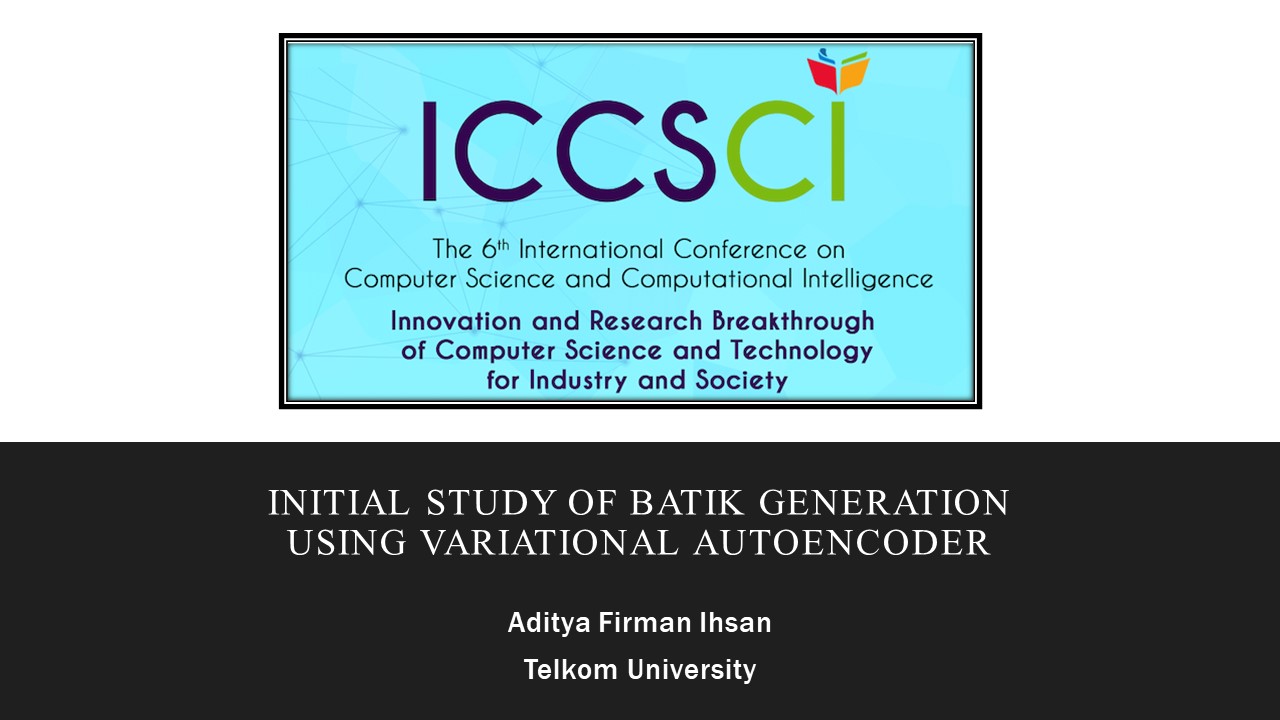 ICCSCI
The 6th International Conference on
Computer Science and Computational Intelligence
Innovation and Research Breakthrough
of Computer Science and Technology
for Industry and Society
INITIAL STUDY OF BATIK GENERATION
USING VARIATIONAL AUTOENCODER
Aditya Firman Ihsan
Telkom University